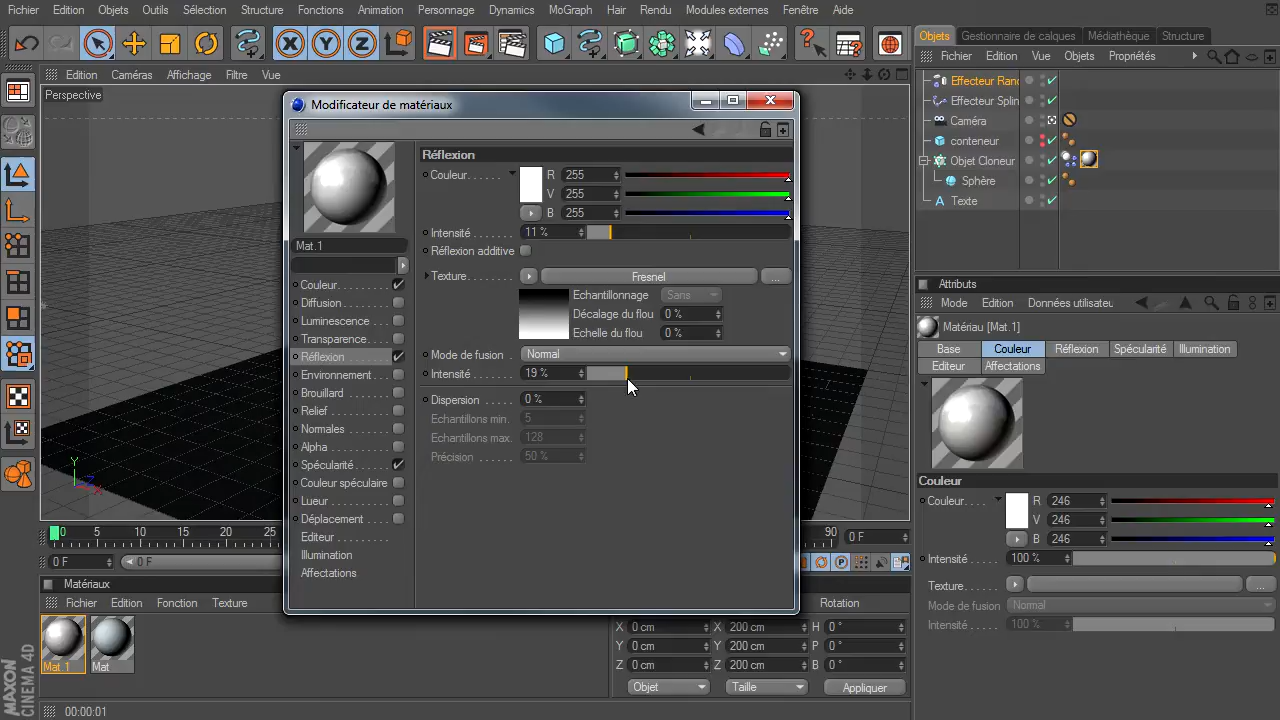 Fichier Edition Objets Outils Sélection Structure Fonctions Animation Personnage Dynamics MoGraph Hair Rendu Modules externes Fenêtre Aide
Objets Gestionnaire de calques Médiathèque Structure
Edition Caméras Affichage Filtre Vue
Fichier Edition Vue Objets Propriétés
Perspective
Effecteur Ran
Effecteur Splin
Caméra
conteneur
Objet Cloneur
Sphère
Texte
Modificateur de matériaux
Mat.1
Couleur
Diffusion
Luminescence
Transparence
Réflexion
Environnement
Brouillard
Relief
Normales
Alpha
Spécularité
Couleur spéculaire
Lueur
Déplacement
Editeur
Illumination
Affectations
Réflexion
Couleur R 255
V 255
B 255
Intensité 11 %
Réflexion additive
Texture Fresnel ...
Echantillonnage Sans
Décalage du flou 0 %
Echelle du flou 0 %
Mode de fusion Normal
Intensité 19 %
Dispersion 0 %
Echantillons min. 5
Echantillons max. 128
Précision 50 %
Attributs
Mode Edition Données utilisateu
Matériau [Mat.1]
Base Couleur Réflexion Spécularité Illumination
Editeur Affectations
Couleur
Couleur R 246
V 246
B 246
Intensité 100 %
Texture ...
Mode de fusion Normal
Intensité 100 %
0 5 10 15 20 25 90 0 F
0 F 0 F
Matériaux
Fichier Edition Fonction Texture
Mat.1 Mat
Rotation
X 0 cm X 200 cm H 0 °
Y 0 cm Y 200 cm P 0 °
Z 0 cm Z 200 cm B 0 °
Objet Taille Appliquer
MAXON
CINEMA 4D
00:00:01